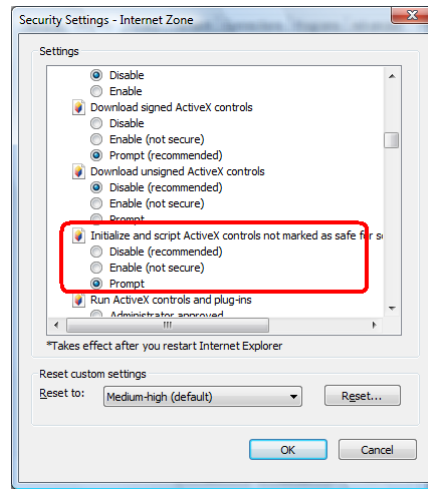 Security Settings - Internet Zone
Settings
Disable
Enable
Download signed ActiveX controls
Disable
Enable (not secure)
Prompt (recommended)
Download unsigned ActiveX controls
Disable (recommended)
Enable (not secure)
Prompt
Initialize and script ActiveX controls not marked as safe for s
Disable (recommended)
Enable (not secure)
Prompt
Run ActiveX controls and plug-ins
Administrator approved
*Takes effect after you restart Internet Explorer
Reset custom settings
Reset to:
Medium-high (default)
Reset...
OK
Cancel